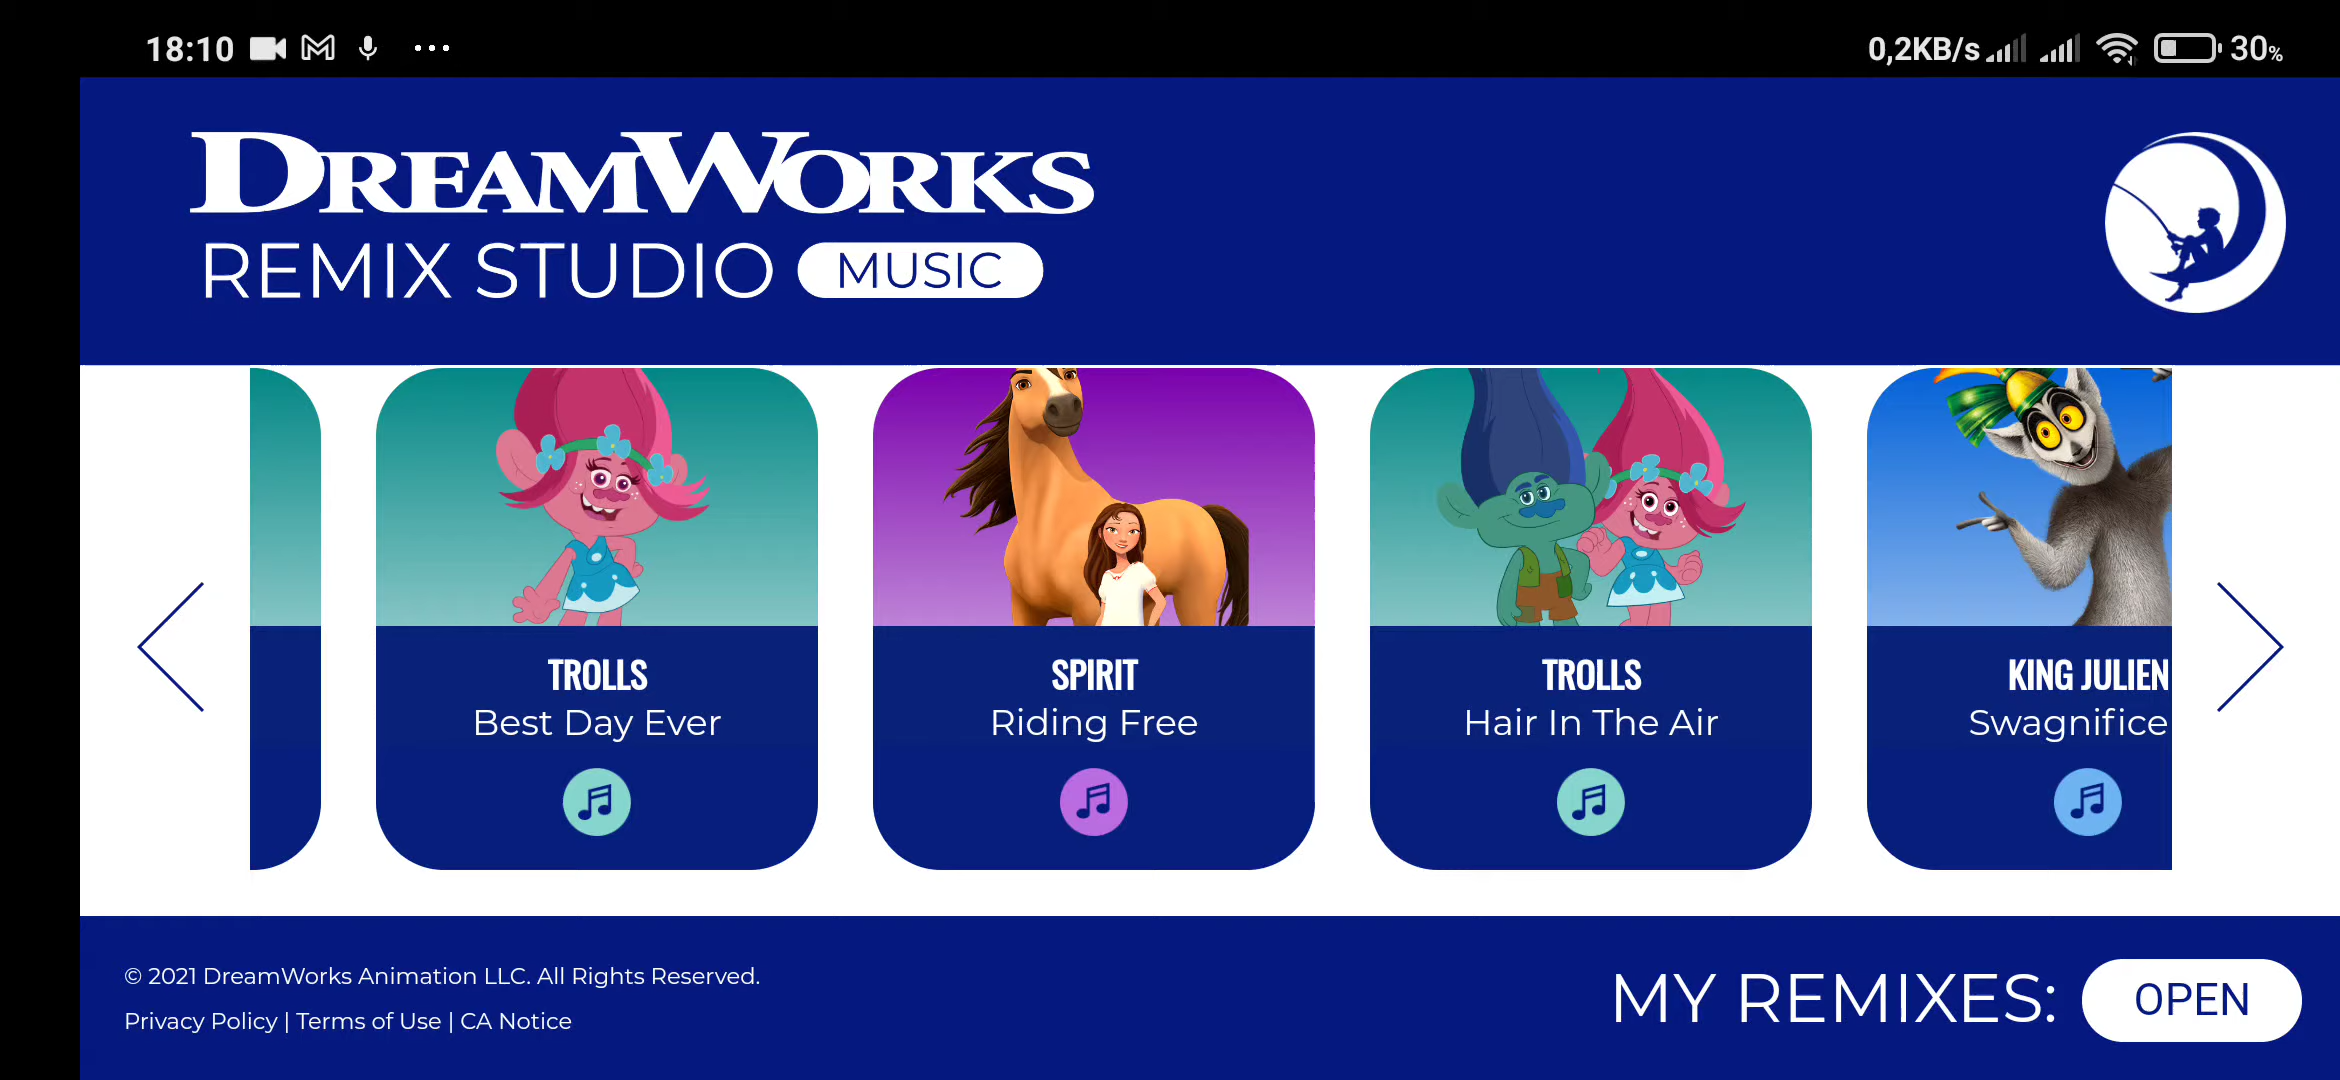 18:10 0,2KB/s 30%
DREAMWORKS
REMIX STUDIO MUSIC
TROLLS
Best Day Ever
SPIRIT
Riding Free
TROLLS
Hair In The Air
KING JULIEN
Swagnifice
© 2021 DreamWorks Animation LLC. All Rights Reserved.
Privacy Policy | Terms of Use | CA Notice
MY REMIXES: OPEN